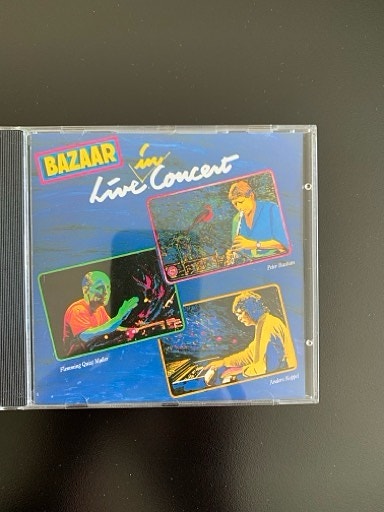 BAZAAR
in
Live Concert
Peter Bastian
Flemming Quist Møller
Anders Koppel